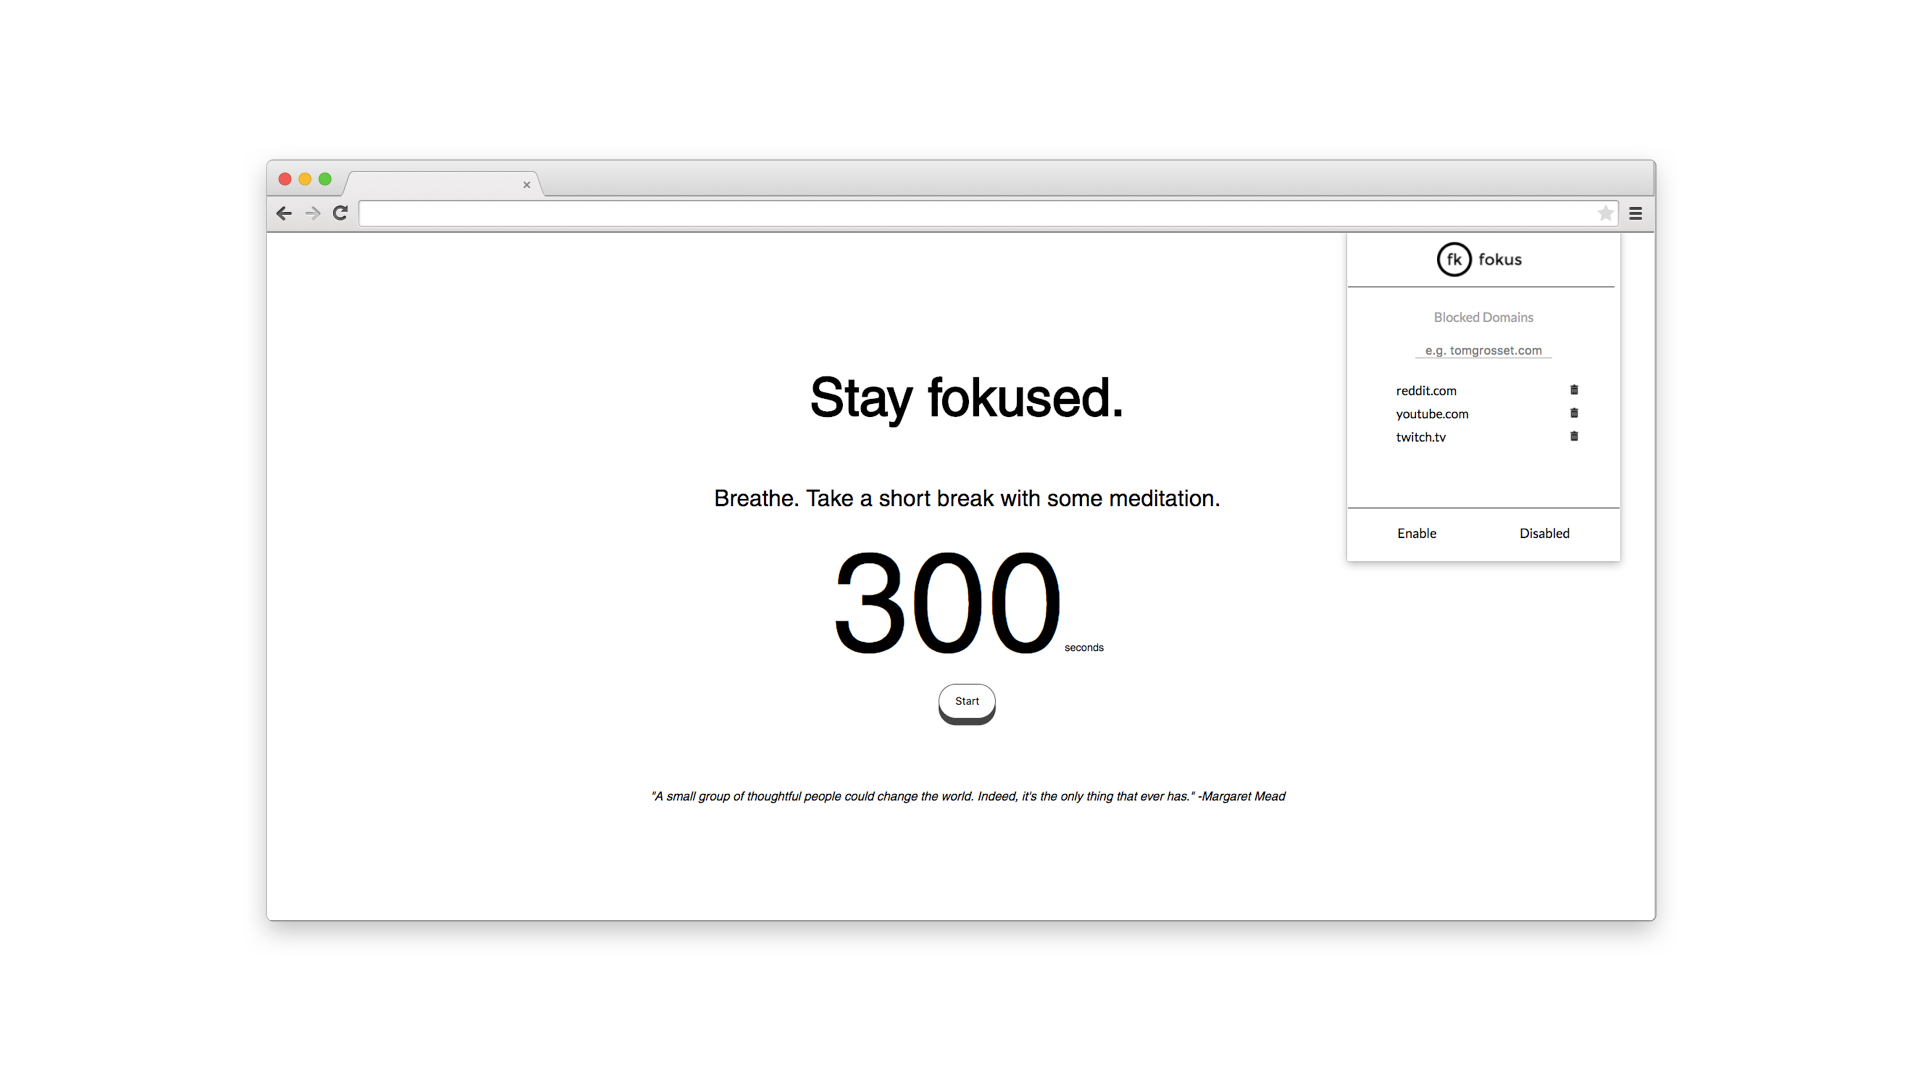 fk fokus
Blocked Domains
e.g. tomgrosset.com
reddit.com
youtube.com
twitch.tv
Enable Disabled
Stay fokused.
Breathe. Take a short break with some meditation.
300 seconds
Start
"A small group of thoughtful people could change the world. Indeed, it's the only thing that ever has." -Margaret Mead